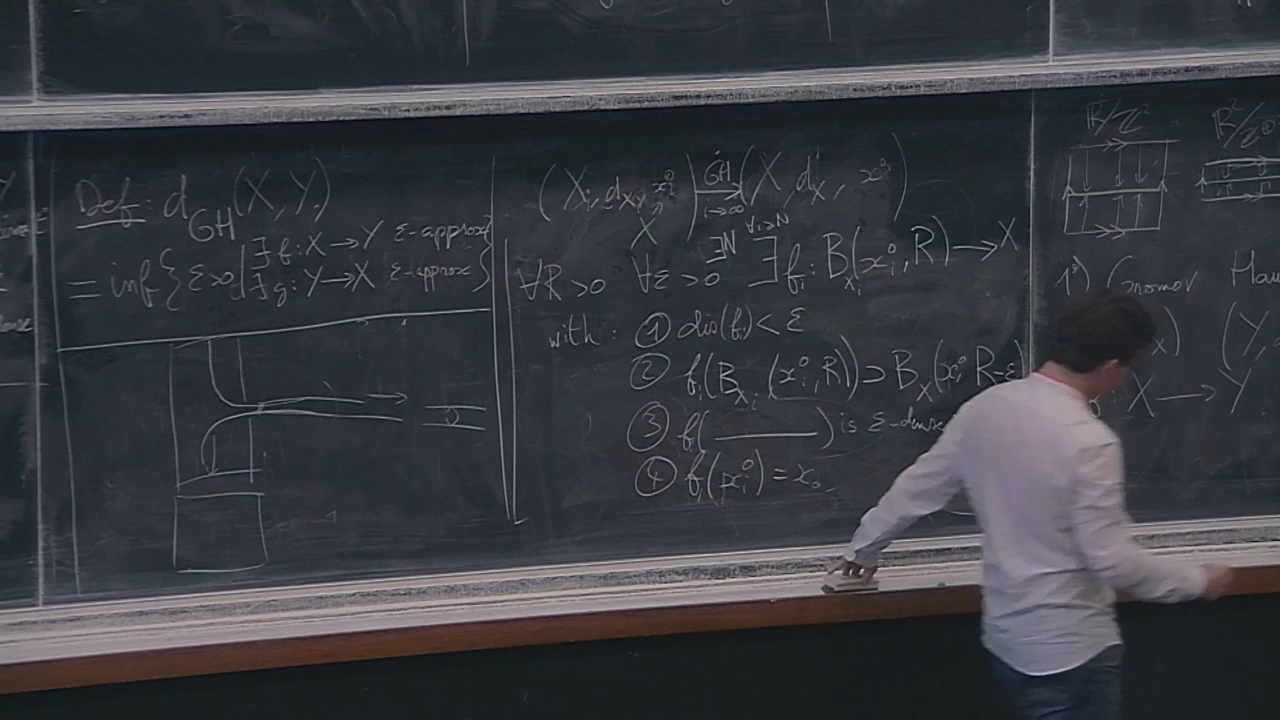 Def: d_GH (X, Y)
= inf { ε>0 | ∃ f: X → Y ε-approx
∃ g: Y → X ε-approx }
(X_i, d_{X_i}, x_i^0) →^{GH}_{i→∞} (X, d_X, x^0)
∀R>0 ∀ε>0 ∃N ∀i≥N ∃ f_i: B_{X_i}(x_i^0, R) → X
with: ① dis(f_i) < ε
② f_i(B_{X_i}(x_i^0, R)) ⊃ B_X(x^0, R-ε
③ f_i(______) is ε-dense
④ f_i(x_i^0) = x_0
ℝ²/ℤ² ℝ²/ℤ
1°) Gromov Hau
x) (Y,
: X → Y